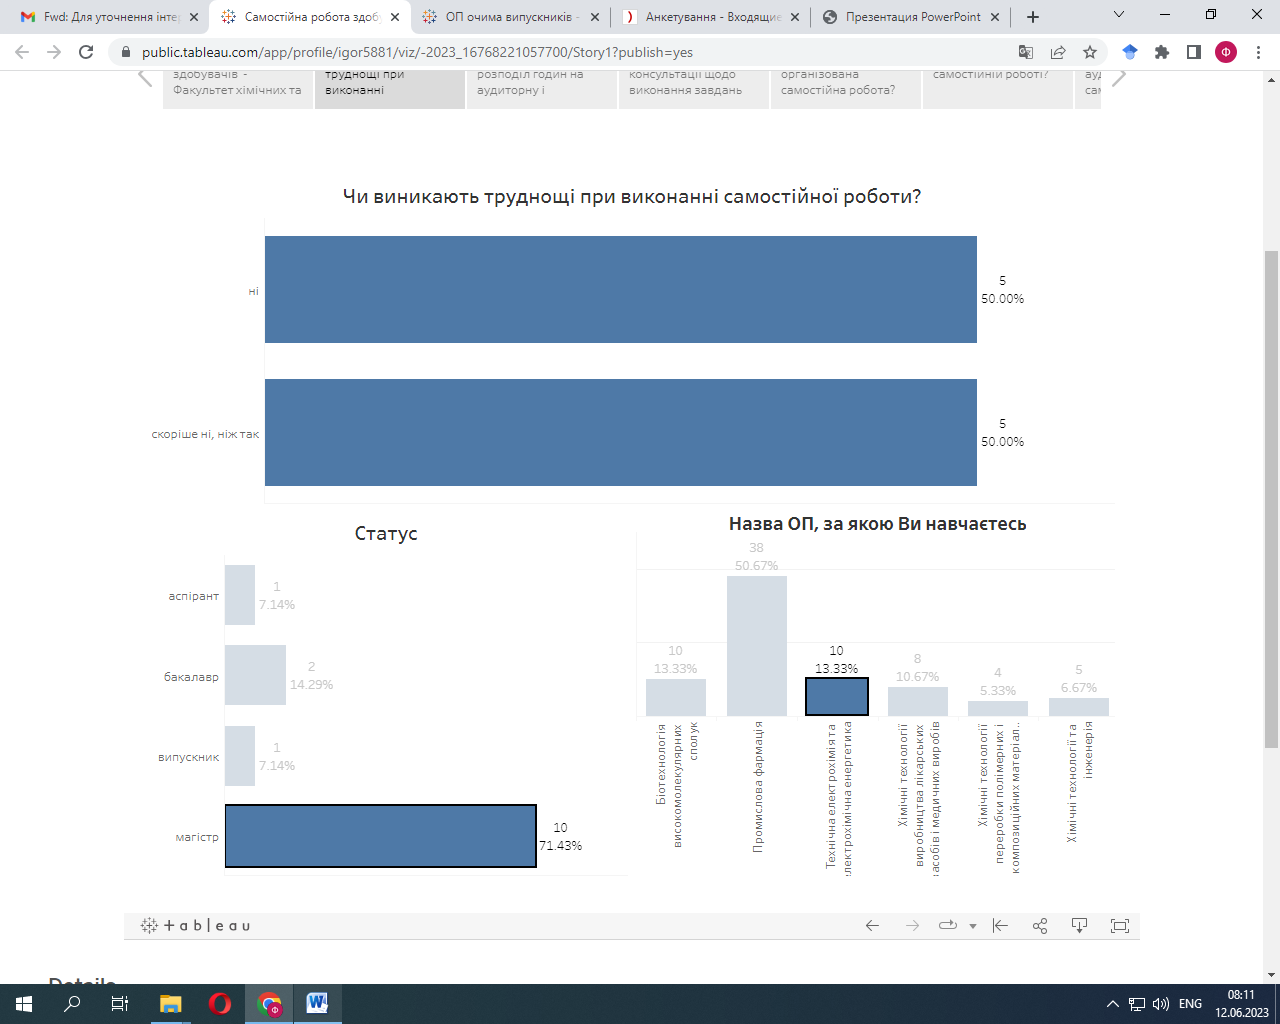 Fwd: Для уточнення інтер
Самостійна робота здобу
ОП очима випускників -
Анкетування - Входящие
Презентация PowerPoint
public.tableau.com/app/profile/igor5881/viz/-2023_16768221057700/Story1?publish=yes
Ф
здобувачів -
Факультет хімічних та
труднощі при
виконанні
розподіл годин на
аудиторну і
консультації щодо
виконання завдань
організована
самостійна робота?
самостійній роботі?
ауд
сам
Чи виникають труднощі при виконанні самостійної роботи?
ні
5
50.00%
скоріше ні, ніж так
5
50.00%
Статус
аспірант
1
7.14%
бакалавр
2
14.29%
випускник
1
7.14%
магістр
10
71.43%
Назва ОП, за якою Ви навчаєтесь
10
13.33%
38
50.67%
10
13.33%
8
10.67%
4
5.33%
5
6.67%
Біотехнологія
високомолекулярних
сполук
Промислова фармація
Технічна електрохімія та
електрохімічна енергетика
Хімічні технології
виробництва лікарських
засобів і медичних виробів
Хімічні технології
переробки полімерних і
композиційних матеріал..
Хімічні технології та
інженерія
+ a b l e a u
Details
ENG
08:11
12.06.2023